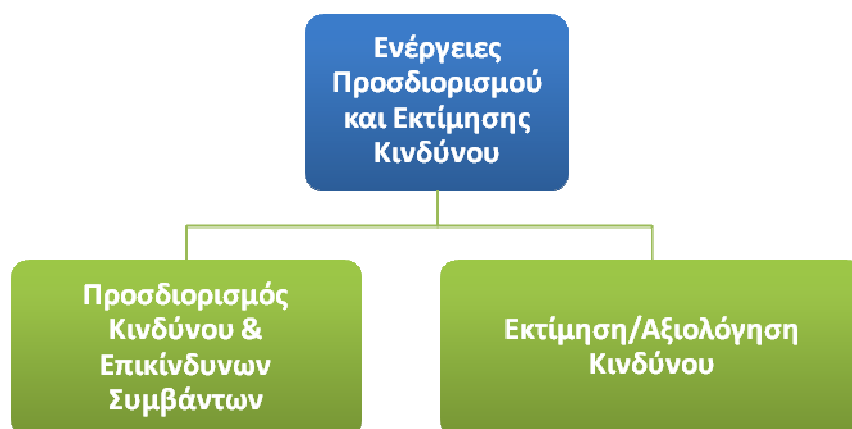 Ενέργειες
Προσδιορισμού
και Εκτίμησης
Κινδύνου
Προσδιορισμός
Κινδύνου &
Επικίνδυνων
Συμβάντων
Εκτίμηση/Αξιολόγηση
Κινδύνου